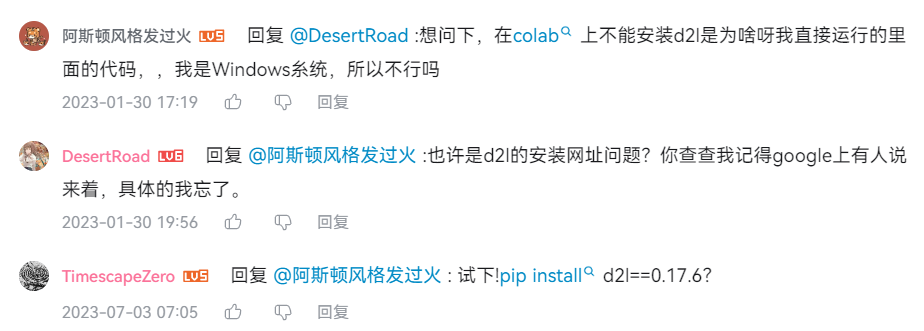 阿斯顿风格发过火 LV5 回复 @DesertRoad :想问下，在colab 上不能安装d2l是为啥呀我直接运行的里
面的代码，，我是Windows系统，所以不行吗
2023-01-30 17:19 回复
DesertRoad LV6 回复 @阿斯顿风格发过火 :也许是d2l的安装网址问题？你查查我记得google上有人说
来着，具体的我忘了。
2023-01-30 19:56 回复
TimescapeZero LV5 回复 @阿斯顿风格发过火 : 试下!pip install d2l==0.17.6?
2023-07-03 07:05 回复